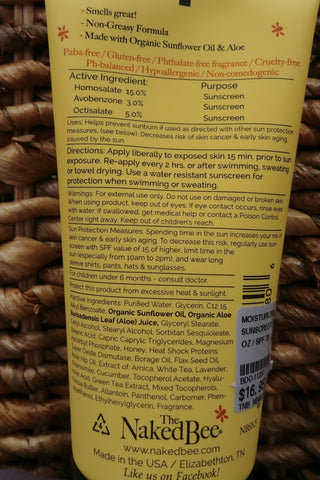 - Smells great!
- Non-Greasy Formula
- Made with Organic Sunflower Oil & Aloe
Paba-free / Gluten-free / Phthalate-free fragrance / Cruelty-free
Ph-balanced / Hypoallergenic / Non-comedogenic
Active Ingredient: Purpose
Homosalate 15.0% Sunscreen
Avobenzone 3.0% Sunscreen
Octisalate 5.0% Sunscreen
Uses: Helps prevent sunburn if used as directed with other sun protection
measures, (see below). Decreases risk of skin cancer & early skin aging
caused by the sun.
Directions: Apply liberally to exposed skin 15 min. prior to sun
exposure. Re-apply every 2 hrs. or after swimming, sweating
or towel drying. Use a water resistant sunscreen for
protection when swimming or sweating.
Warnings: For external use only. Do not use on damaged or broken skin.
When using product, keep out of eyes. If eye contact occurs, rinse eyes
with water. If swallowed, get medical help or contact a Poison Control
Center right away. Keep out of children's reach.
Sun Protection Measures: Spending time in the sun increases your risk
of skin cancer & early skin aging. To decrease this risk, regularly use sun
screen with SPF value of 15 of higher, limit time in the
sun (especially from 10am to 2pm), and wear long
sleeve shirts, pants, hats & sunglasses.
For children under 6 months - consult doctor.
Protect this product from excessive heat & sunlight.
Inactive Ingredients: Purified Water, Glycerin, C12 15
Alkyl Benzoate, Organic Sunflower Oil, Organic Aloe
Barbadensis Leaf (Aloe) Juice, Glyceryl Stearate,
Cetyl Alcohol, Stearyl Alcohol, Sorbitan Sesquioleate,
Acid, Capric Caprylic Triglycerides, Magnesium
Ascorbyl Phosphate, Honey, Heat Shock Proteins,
Oxide Dismutase, Borage Oil, Flax Seed Oil,
Oil, Extract of: Arnica, White Tea, Lavender,
Chamomile, Cucumber, Tocopherol Acetate, Hyalu-
Acid, Green Tea Extract, Mixed Tocopherol,
Cocoa Butter, Allantoin, Panthenol, Carbomer, Phen-
Ethylhexylglycerin, Fragrance.
MOISTURIZING
SUNSCREEN
OZ / SPF 30
$16.95
The
NakedBee®
www.nakedbee.com
Made in the USA / Elizabethton, TN
Like us on Facebook!
4